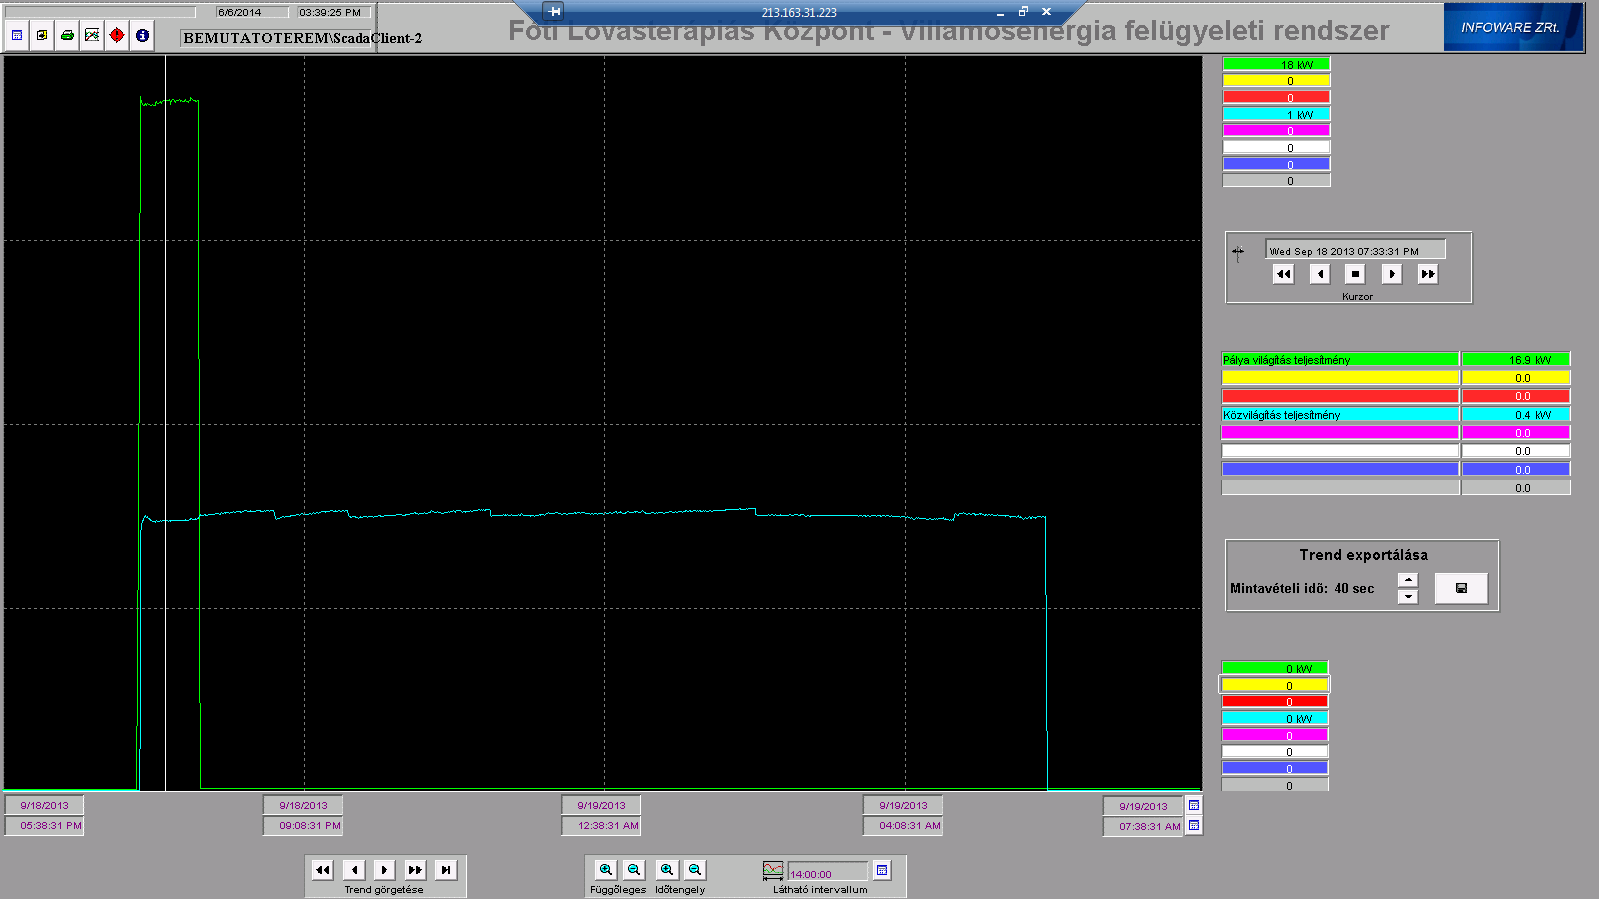 213.163.31.223
6/6/2014 03:39:25 PM
BEMUTATOTEREM\ScadaClient-2
Fóti Lovasterápiás Központ - Villamosenergia felügyeleti rendszer
INFOWARE ZRt.
18 kW
0
0
1 kW
0
0
0
0
Wed Sep 18 2013 07:33:31 PM
Kurzor
Pálya világítás teljesítmény 16.9 kW
0.0
0.0
Közvilágítás teljesítmény 0.4 kW
0.0
0.0
0.0
0.0
Trend exportálása
Mintavételi idő: 40 sec
0 kW
0
0
0 kW
0
0
0
0
9/18/2013 9/18/2013 9/19/2013 9/19/2013 9/19/2013
05:38:31 PM 09:08:31 PM 12:38:31 AM 04:08:31 AM 07:38:31 AM
Trend görgetése
Függőleges Időtengely
14:00:00
Látható intervallum